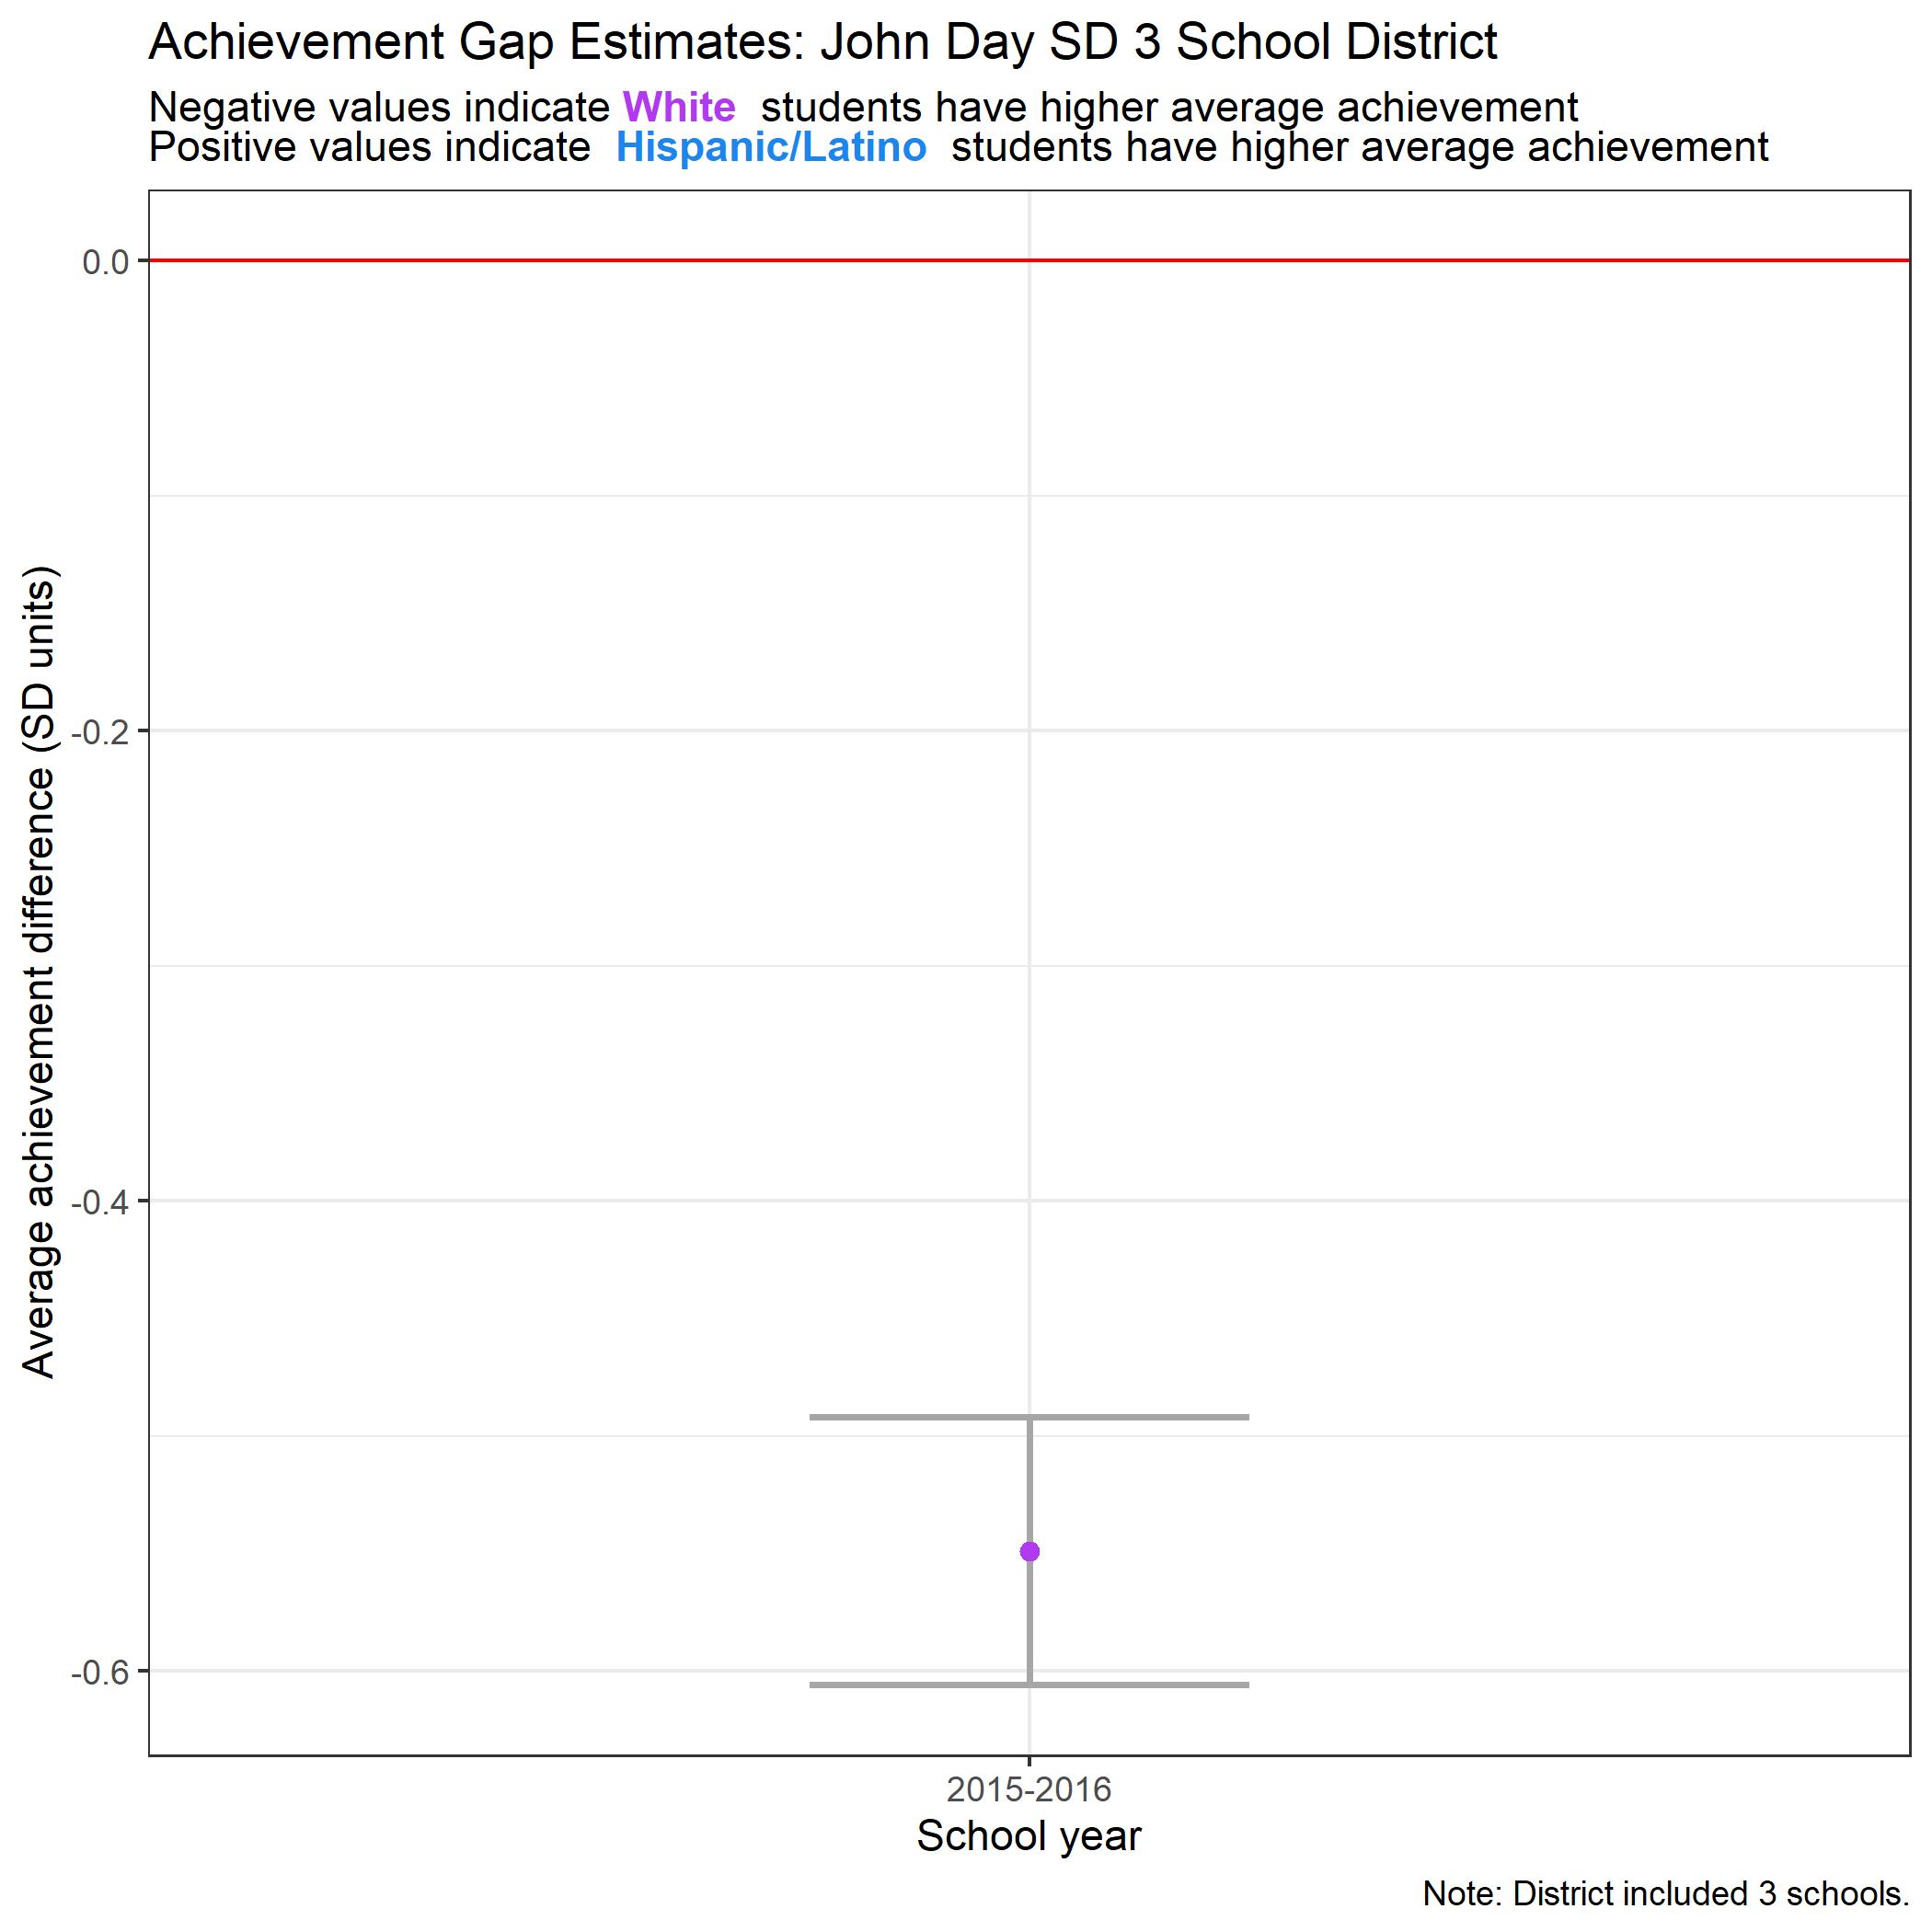 Achievement Gap Estimates: John Day SD 3 School District
Negative values indicate White students have higher average achievement
Positive values indicate Hispanic/Latino students have higher average achievement
Average achievement difference (SD units)
0.0
-0.2
-0.4
-0.6
2015-2016
School year
Note: District included 3 schools.